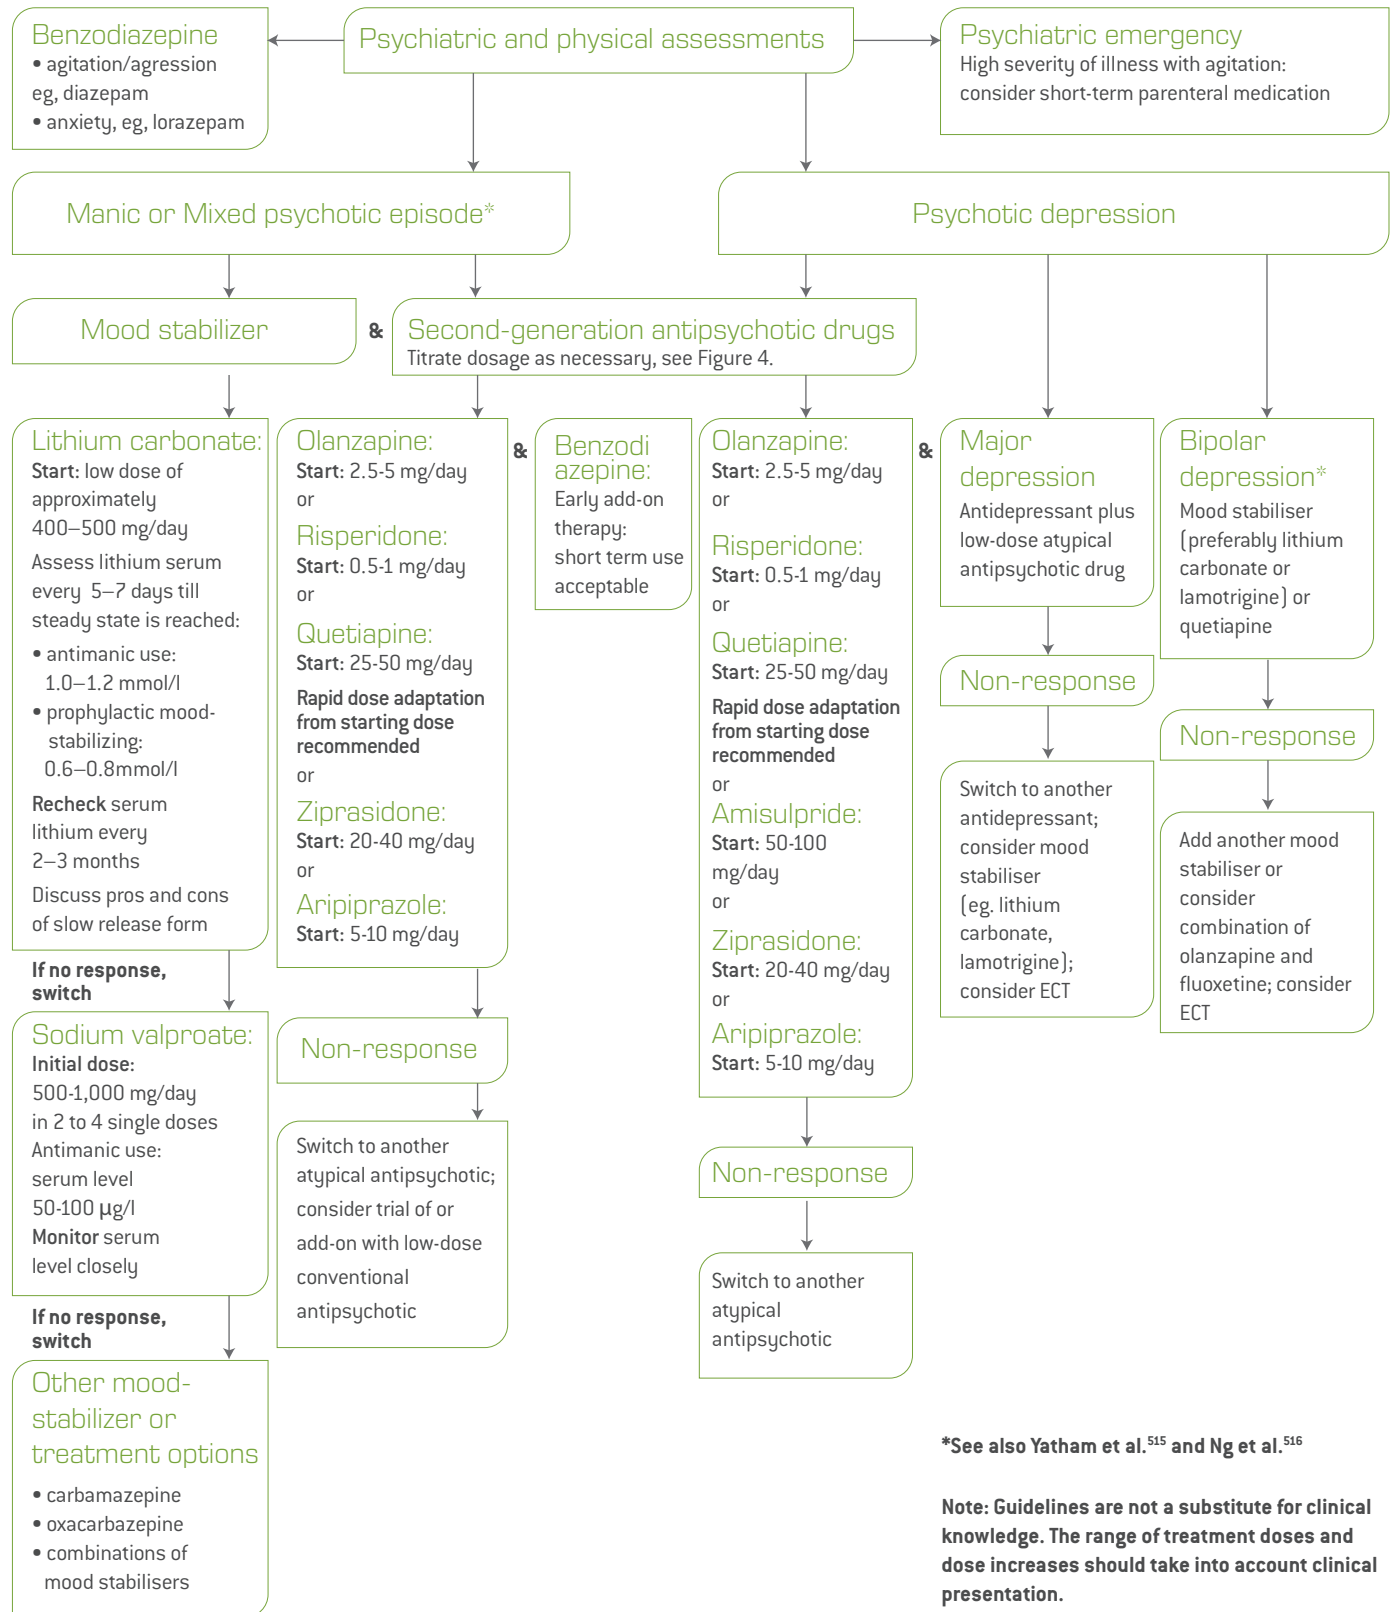 Benzodiazepine
• agitation/agression
eg, diazepam
• anxiety, eg, lorazepam
Psychiatric and physical assessments
Psychiatric emergency
High severity of illness with agitation:
consider short-term parenteral medication
Manic or Mixed psychotic episode*
Psychotic depression
Mood stabilizer
&
Second-generation antipsychotic drugs
Titrate dosage as necessary, see Figure 4.
Lithium carbonate:
Start: low dose of
approximately
400–500 mg/day
Assess lithium serum
every 5–7 days till
steady state is reached:
• antimanic use:
1.0–1.2 mmol/l
• prophylactic mood-
stabilizing:
0.6–0.8mmol/l
Recheck serum
lithium every
2–3 months
Discuss pros and cons
of slow release form
If no response,
switch
Sodium valproate:
Initial dose:
500-1,000 mg/day
in 2 to 4 single doses
Antimanic use:
serum level
50-100 µg/l
Monitor serum
level closely
If no response,
switch
Other mood-
stabilizer or
treatment options
• carbamazepine
• oxacarbazepine
• combinations of
mood stabilisers
Olanzapine:
Start: 2.5-5 mg/day
or
Risperidone:
Start: 0.5-1 mg/day
or
Quetiapine:
Start: 25-50 mg/day
Rapid dose adaptation
from starting dose
recommended
or
Ziprasidone:
Start: 20-40 mg/day
or
Aripiprazole:
Start: 5-10 mg/day
Non-response
Switch to another
atypical antipsychotic;
consider trial of or
add-on with low-dose
conventional
antipsychotic
&
Benzodi
azepine:
Early add-on
therapy:
short term use
acceptable
Olanzapine:
Start: 2.5-5 mg/day
or
Risperidone:
Start: 0.5-1 mg/day
or
Quetiapine:
Start: 25-50 mg/day
Rapid dose adaptation
from starting dose
recommended
or
Amisulpride:
Start: 50-100
mg/day
or
Ziprasidone:
Start: 20-40 mg/day
or
Aripiprazole:
Start: 5-10 mg/day
Non-response
Switch to another
atypical
antipsychotic
&
Major
depression
Antidepressant plus
low-dose atypical
antipsychotic drug
Non-response
Switch to another
antidepressant;
consider mood
stabiliser
(eg. lithium
carbonate,
lamotrigine);
consider ECT
Bipolar
depression*
Mood stabiliser
(preferably lithium
carbonate or
lamotrigine) or
quetiapine
Non-response
Add another mood
stabiliser or
consider
combination of
olanzapine and
fluoxetine; consider
ECT
*See also Yatham et al.515 and Ng et al.516
Note: Guidelines are not a substitute for clinical
knowledge. The range of treatment doses and
dose increases should take into account clinical
presentation.